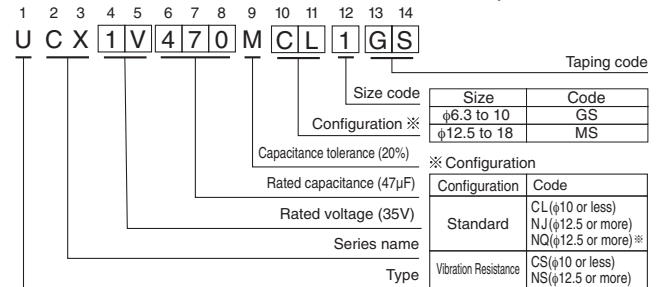 1 2 3 4 5 6 7 8 9 10 11 12 13 14
U C X 1 V 4 7 0 M C L 1 G S
Taping code
Size code
Size Code
ϕ6.3 to 10 GS
ϕ12.5 to 18 MS
Configuration ※
Capacitance tolerance (20%)
※ Configuration
Rated capacitance (47µF)
Configuration Code
Rated voltage (35V)
Standard
CL(ϕ10 or less)
NJ(ϕ12.5 or more)
NQ(ϕ12.5 or more)※
Series name
Type
Vibration Resistance
CS(ϕ10 or less)
NS(ϕ12.5 or more)